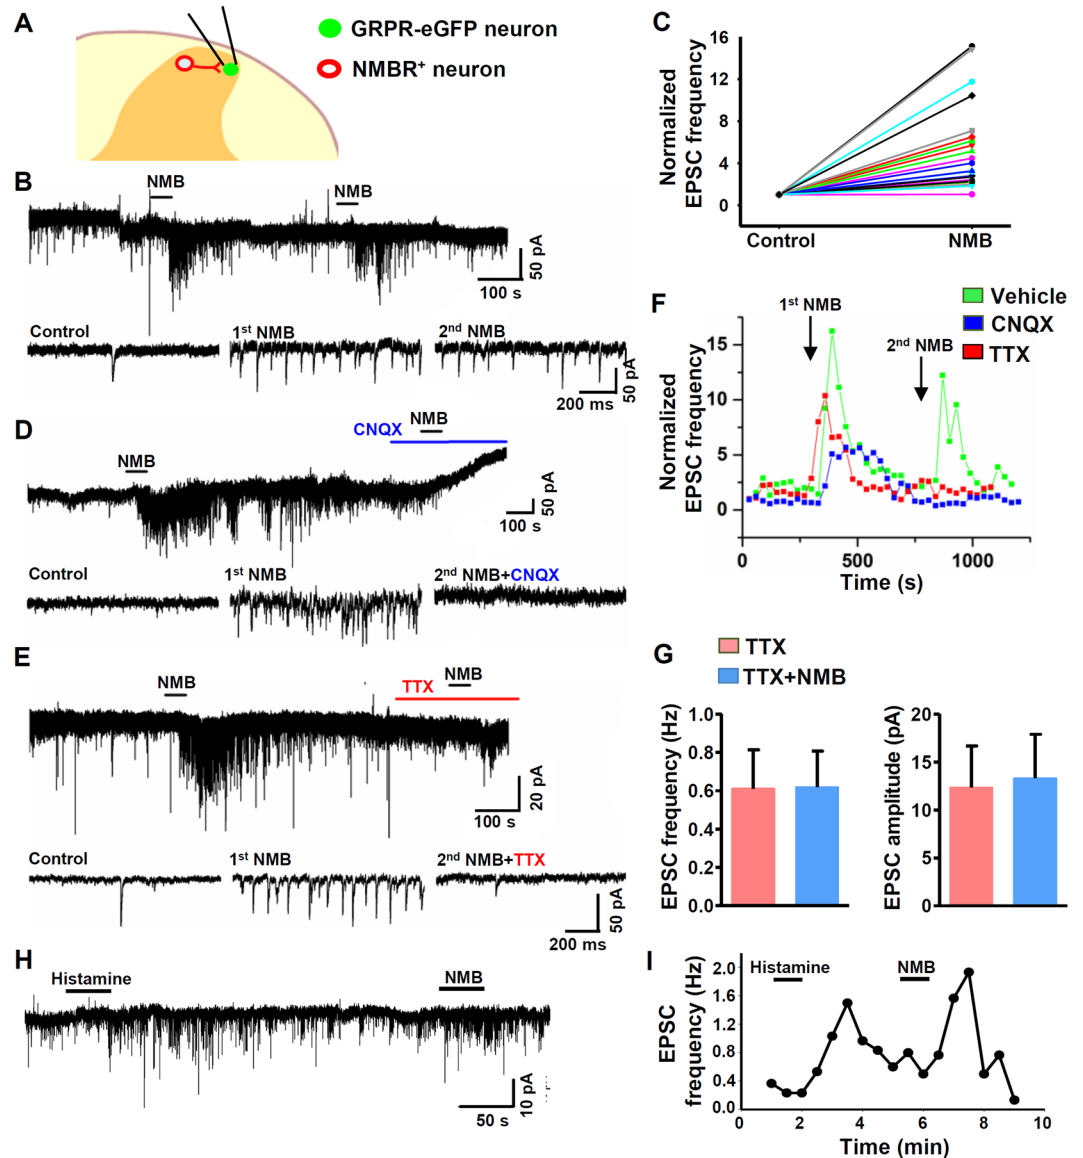 A
GRPR-eGFP neuron
NMBR+ neuron
B
NMB
NMB
50 pA
100 s
Control
1st NMB
2nd NMB
50 pA
200 ms
C
Normalized
EPSC frequency
16
12
8
4
0
Control
NMB
D
CNQX
NMB
NMB
50 pA
100 s
Control
1st NMB
2nd NMB+CNQX
E
NMB
TTX
NMB
20 pA
100 s
Control
1st NMB
2nd NMB+TTX
50 pA
200 ms
F
Vehicle
CNQX
TTX
1st NMB
2nd NMB
Normalized
EPSC frequency
15
10
5
0
0
500
1000
Time (s)
G
TTX
TTX+NMB
EPSC frequency (Hz)
1.0
0.8
0.6
0.4
0.2
0.0
EPSC amplitude (pA)
20
15
10
5
0
H
Histamine
NMB
10 pA
50 s
I
Histamine
NMB
EPSC
frequency (Hz)
2.0
1.6
1.2
0.8
0.4
0.0
0
2
4
6
8
10
Time (min)